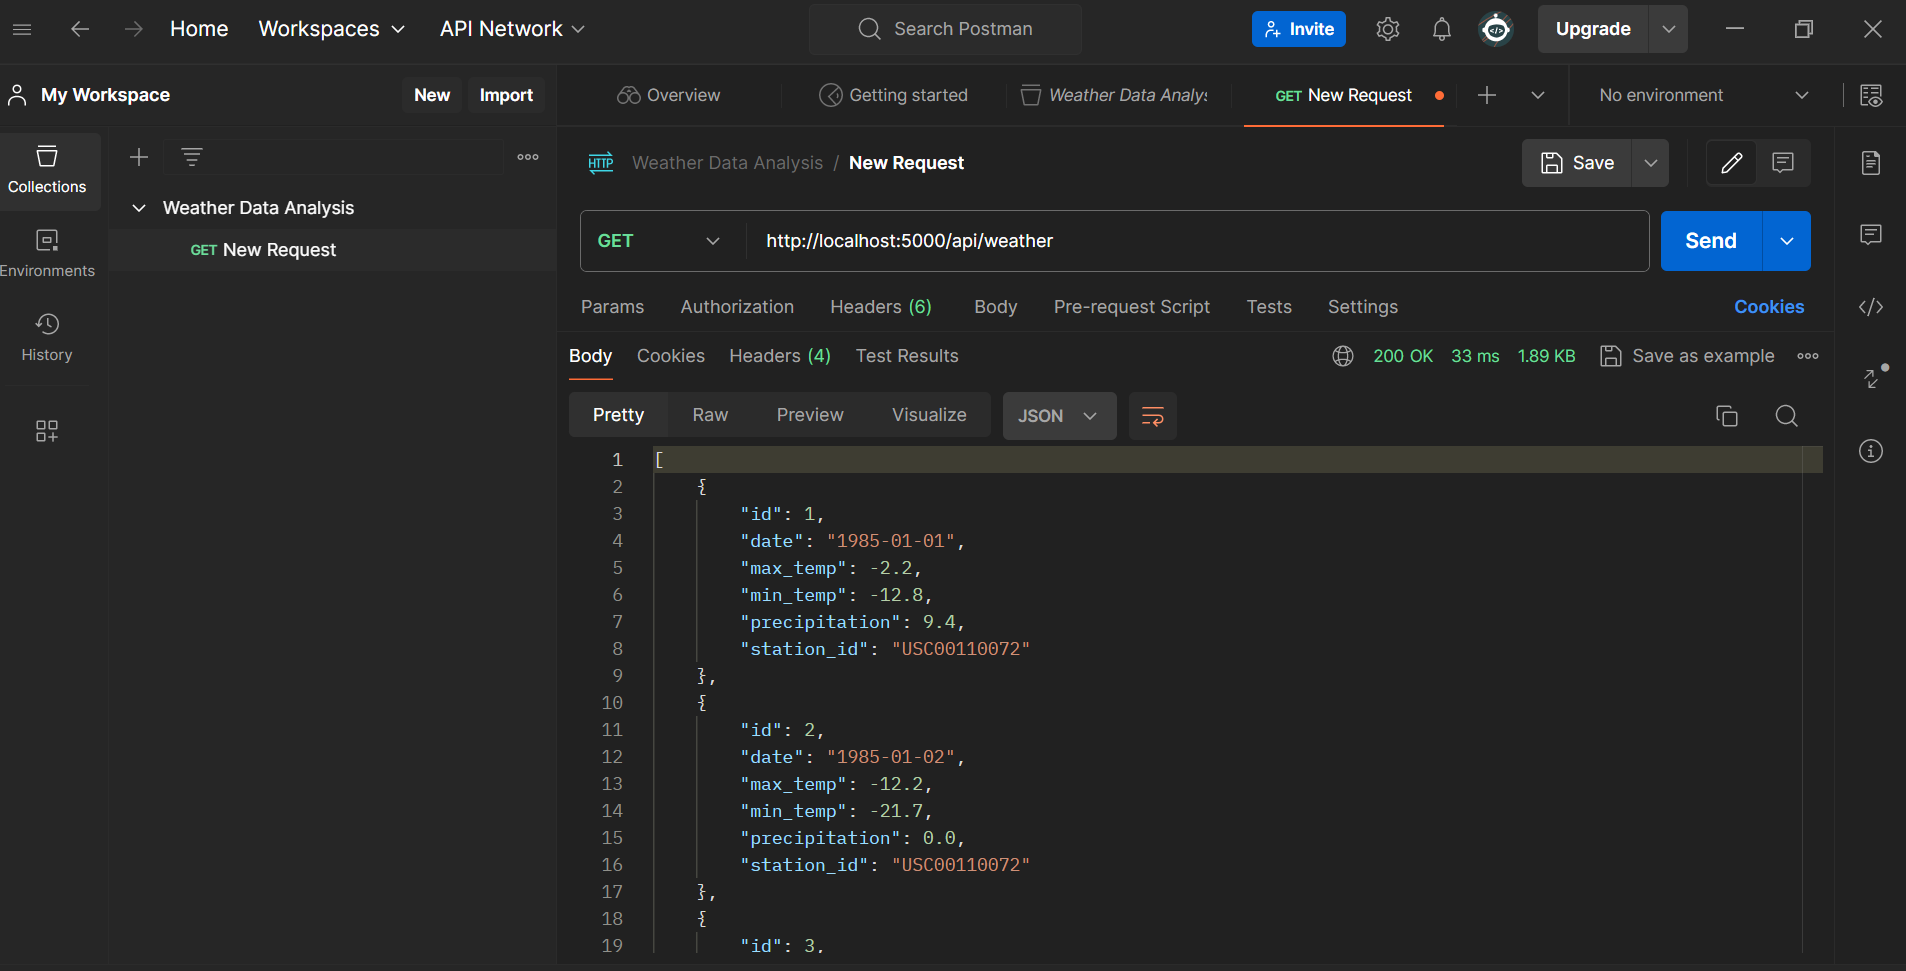 Home Workspaces API Network Search Postman Invite Upgrade
My Workspace New Import Overview Getting started Weather Data Analys GET New Request No environment
Collections
Environments
History
Weather Data Analysis
GET New Request
HTTP Weather Data Analysis / New Request Save
GET http://localhost:5000/api/weather Send
Params Authorization Headers (6) Body Pre-request Script Tests Settings Cookies
Body Cookies Headers (4) Test Results 200 OK 33 ms 1.89 KB Save as example
Pretty Raw Preview Visualize JSON
1 [
2 {
3 "id": 1,
4 "date": "1985-01-01",
5 "max_temp": -2.2,
6 "min_temp": -12.8,
7 "precipitation": 9.4,
8 "station_id": "USC00110072"
9 },
10 {
11 "id": 2,
12 "date": "1985-01-02",
13 "max_temp": -12.2,
14 "min_temp": -21.7,
15 "precipitation": 0.0,
16 "station_id": "USC00110072"
17 },
18 {
19 "id": 3,